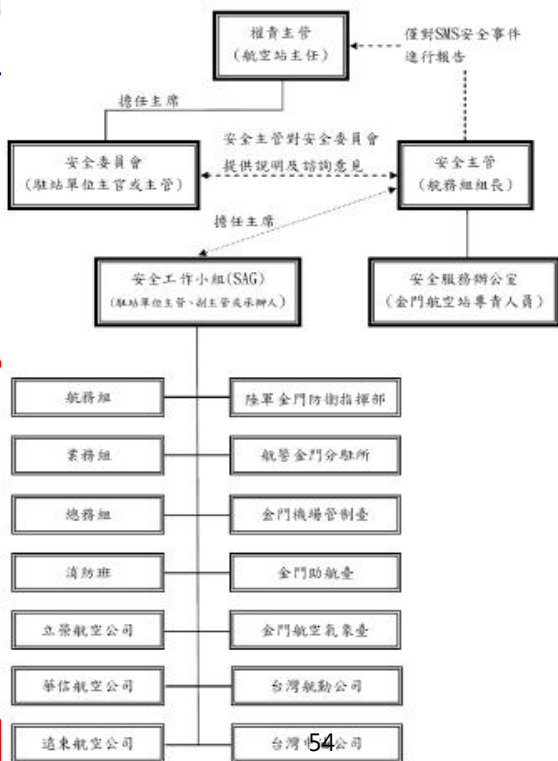 權責主管
(航空站主任)
僅對SMS安全事件
進行報告
擔任主席
安全委員會
(駐站單位主官或主管)
安全主管對安全委員會
提供說明及諮詢意見
安全主管
(航務組組長)
擔任主席
安全工作小組(SAG)
(駐站單位主管、副主管或承辦人)
安全服務辦公室
(金門航空站專責人員)
航務組
陸軍金門防衛指揮部
業務組
航警金門分駐所
總務組
金門機場管制臺
消防班
金門助航臺
立榮航空公司
金門航空氣象臺
華信航空公司
台灣航勤公司
遠東航空公司
台灣中油公司
54